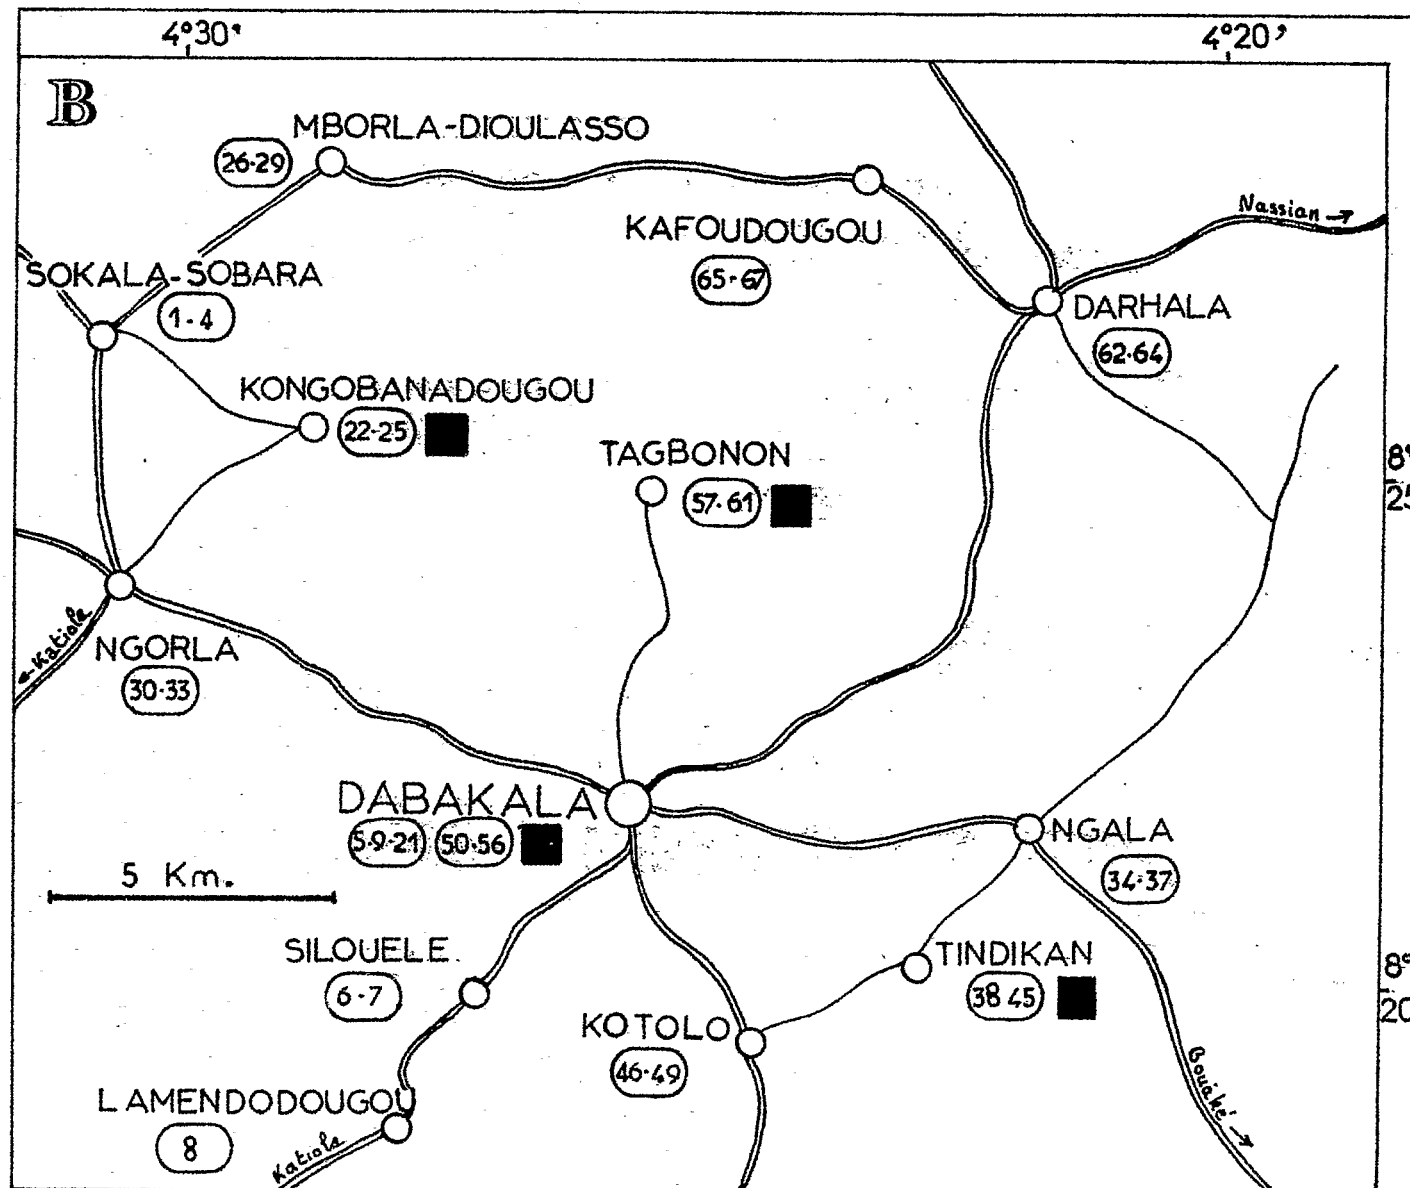 4°30'
4°20'
B
MBORLA-DIOULASSO
26-29
Nassian →
KAFOUDOUGOU
65-67
SOKALA-SOBARA
1-4
DARHALA
62-64
KONGOBANADOUGOU
22-25
TAGBONON
57-61
8°
25
←Katiola
NGORLA
30-33
DABAKALA
5-9-21 50-56
NGALA
34-37
5 Km.
SILOUELE
6-7
TINDIKAN
38 45
8°
20
KOTOLO
46-49
Bouaké →
LAMENDODOUGOU
8
Katiola